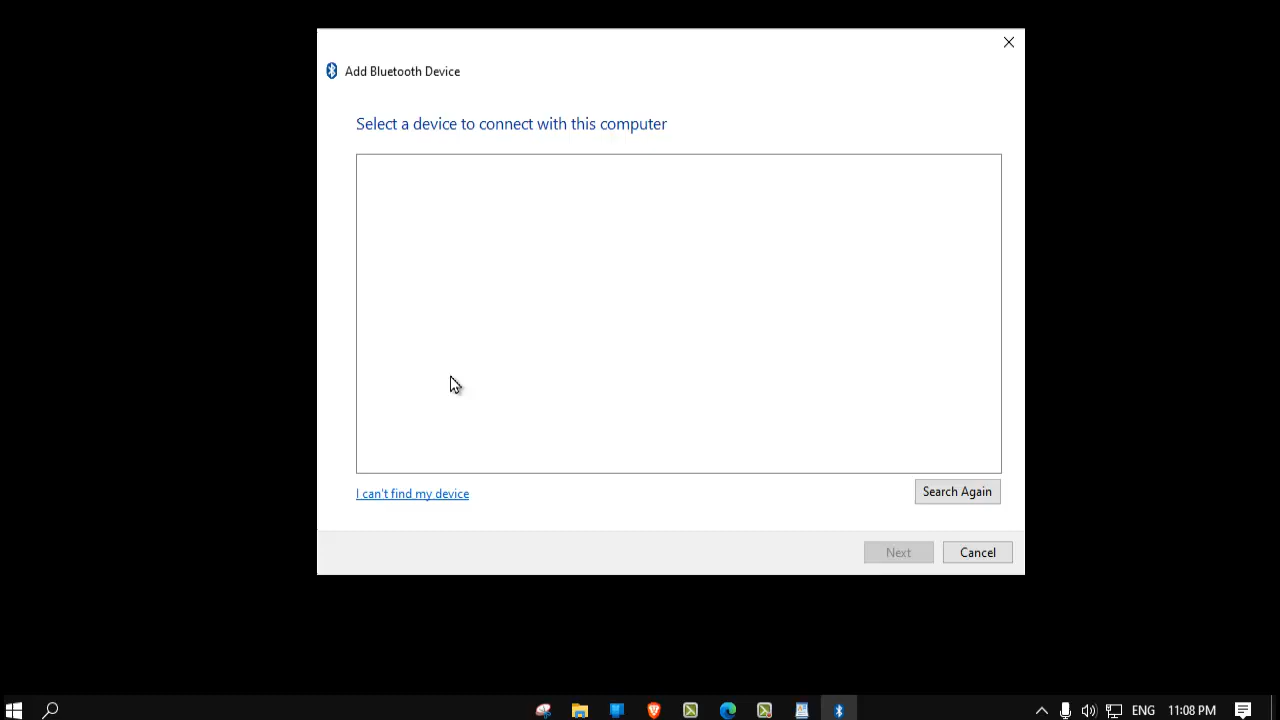 Add Bluetooth Device
Select a device to connect with this computer
I can't find my device
Search Again
Next
Cancel
ENG
11:08 PM